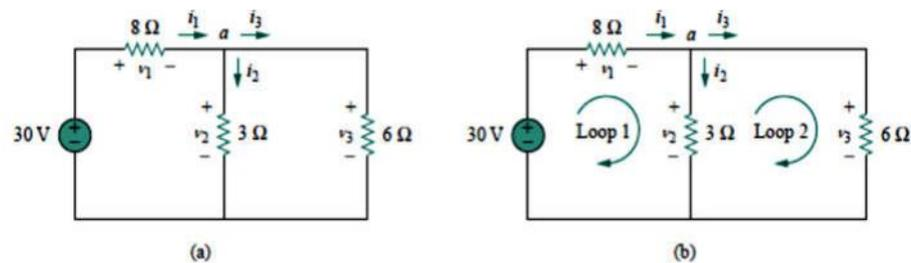 i₁ i₃
8 Ω a
+ v₁ −
i₂
+ +
30 V + − v₂ 3 Ω v₃ 6 Ω
− −
(a)
i₁ i₃
8 Ω a
+ v₁ −
i₂
+ +
30 V + − Loop 1 v₂ 3 Ω Loop 2 v₃ 6 Ω
− −
(b)